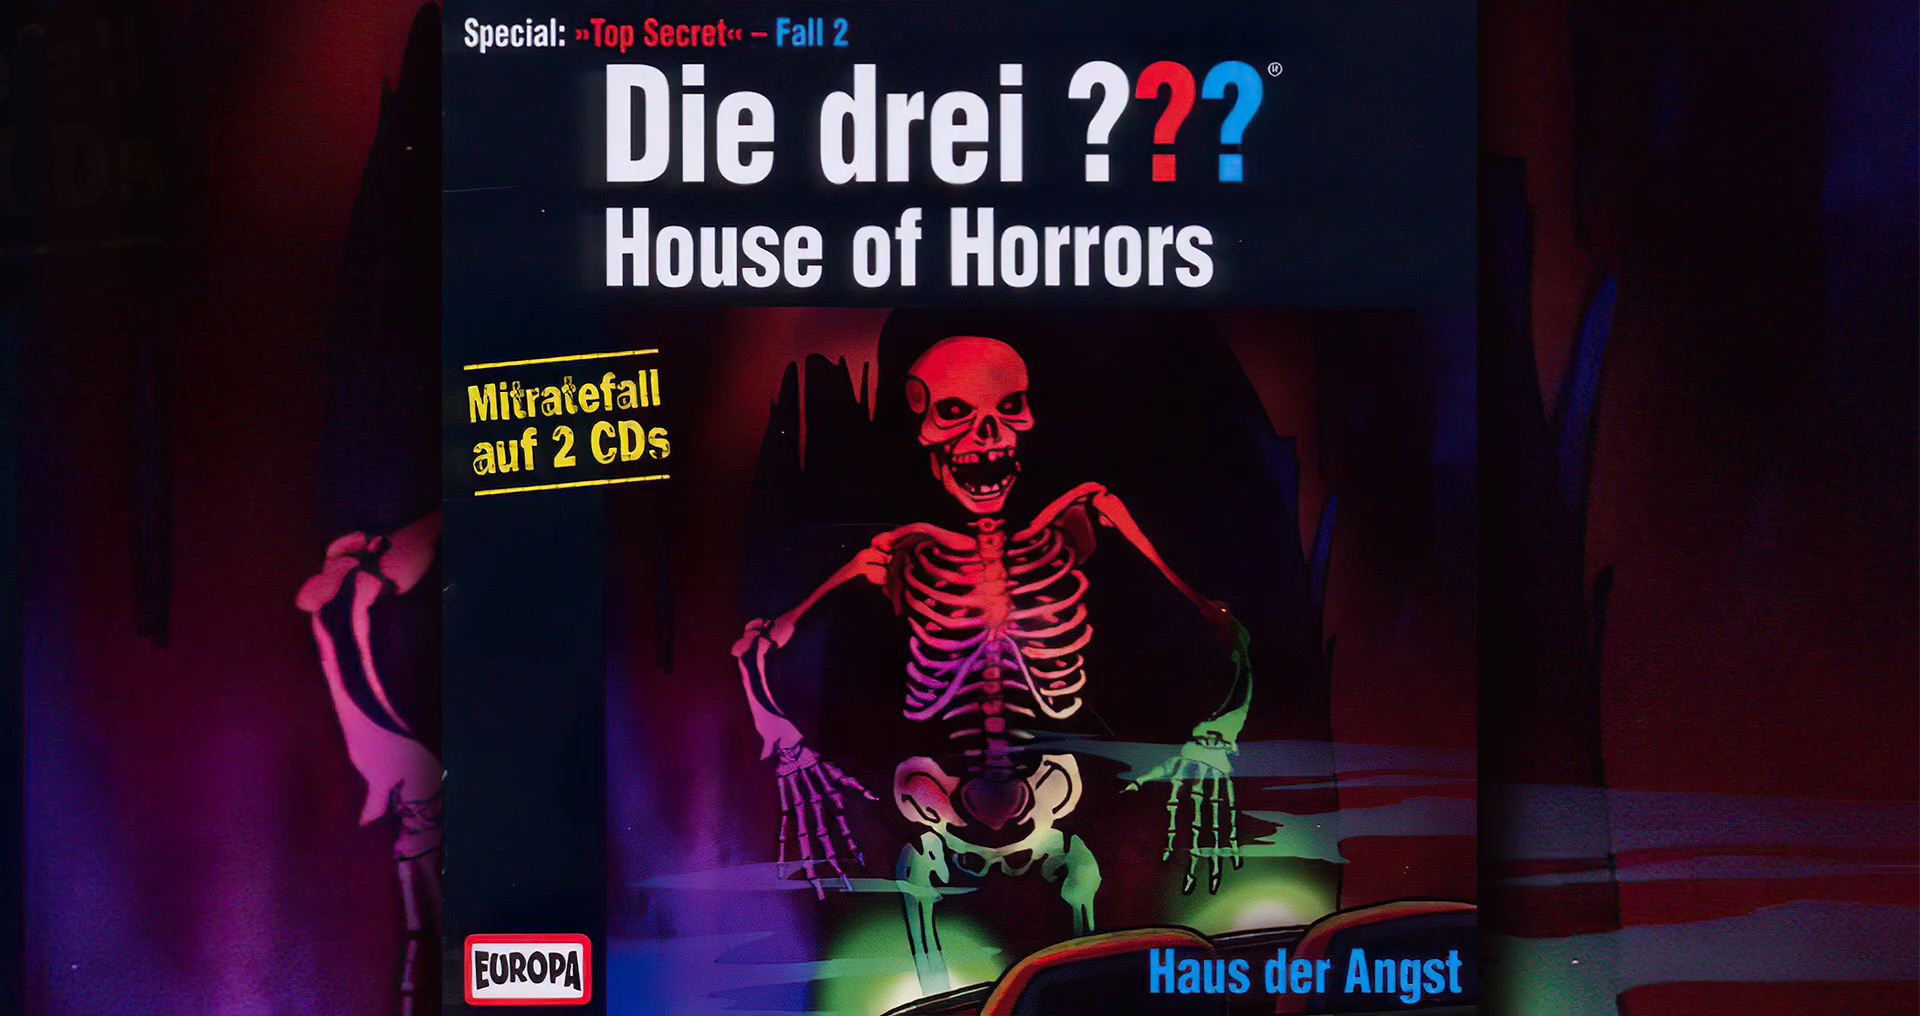 Special: »Top Secret« – Fall 2
Die drei ???®
House of Horrors
Mitratefall
auf 2 CDs
EUROPA
Haus der Angst